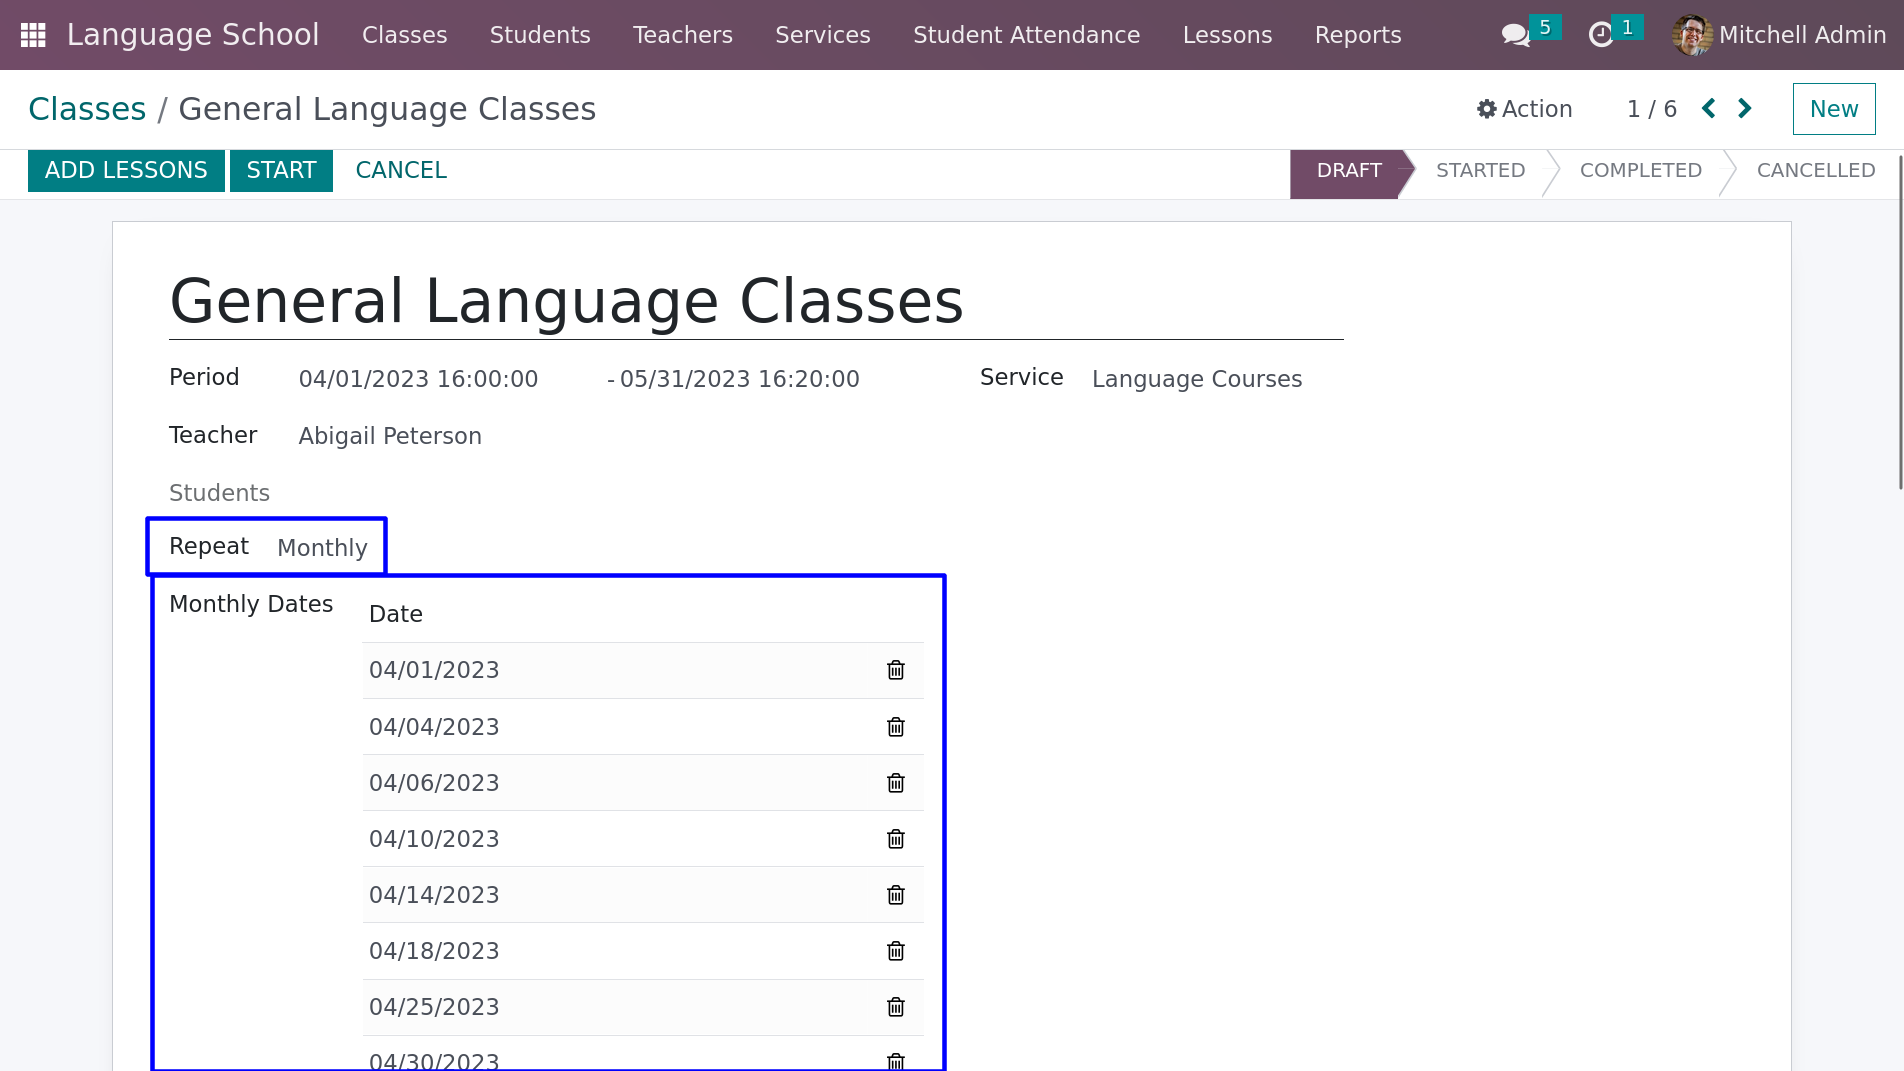 Language School Classes Students Teachers Services Student Attendance Lessons Reports 5 1 Mitchell Admin
Classes / General Language Classes Action 1 / 6 New
ADD LESSONS START CANCEL DRAFT STARTED COMPLETED CANCELLED
General Language Classes
Period 04/01/2023 16:00:00 - 05/31/2023 16:20:00 Service Language Courses
Teacher Abigail Peterson
Students
Repeat Monthly
Monthly Dates Date
04/01/2023
04/04/2023
04/06/2023
04/10/2023
04/14/2023
04/18/2023
04/25/2023
04/30/2023